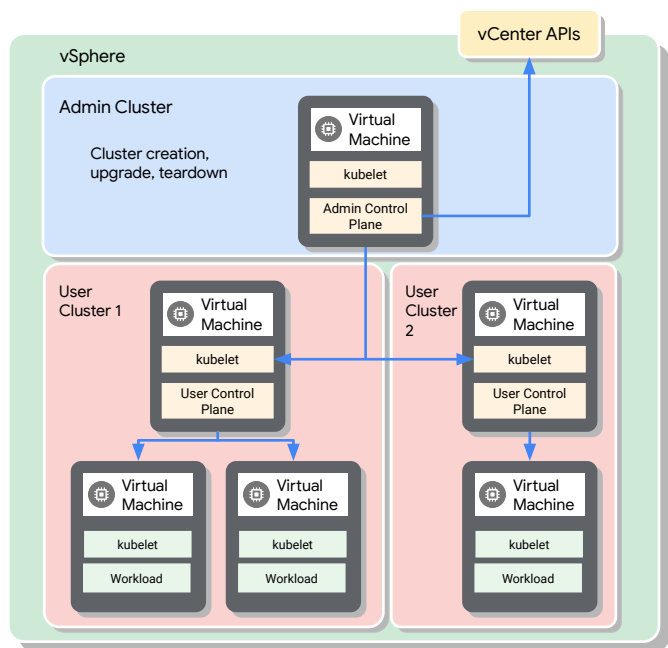 vCenter APIs
vSphere
Admin Cluster
Cluster creation,
upgrade, teardown
Virtual
Machine
kubelet
Admin Control
Plane
User
Cluster 1
Virtual
Machine
kubelet
User Control
Plane
User
Cluster
2
Virtual
Machine
kubelet
User Control
Plane
Virtual
Machine
kubelet
Workload
Virtual
Machine
kubelet
Workload
Virtual
Machine
kubelet
Workload